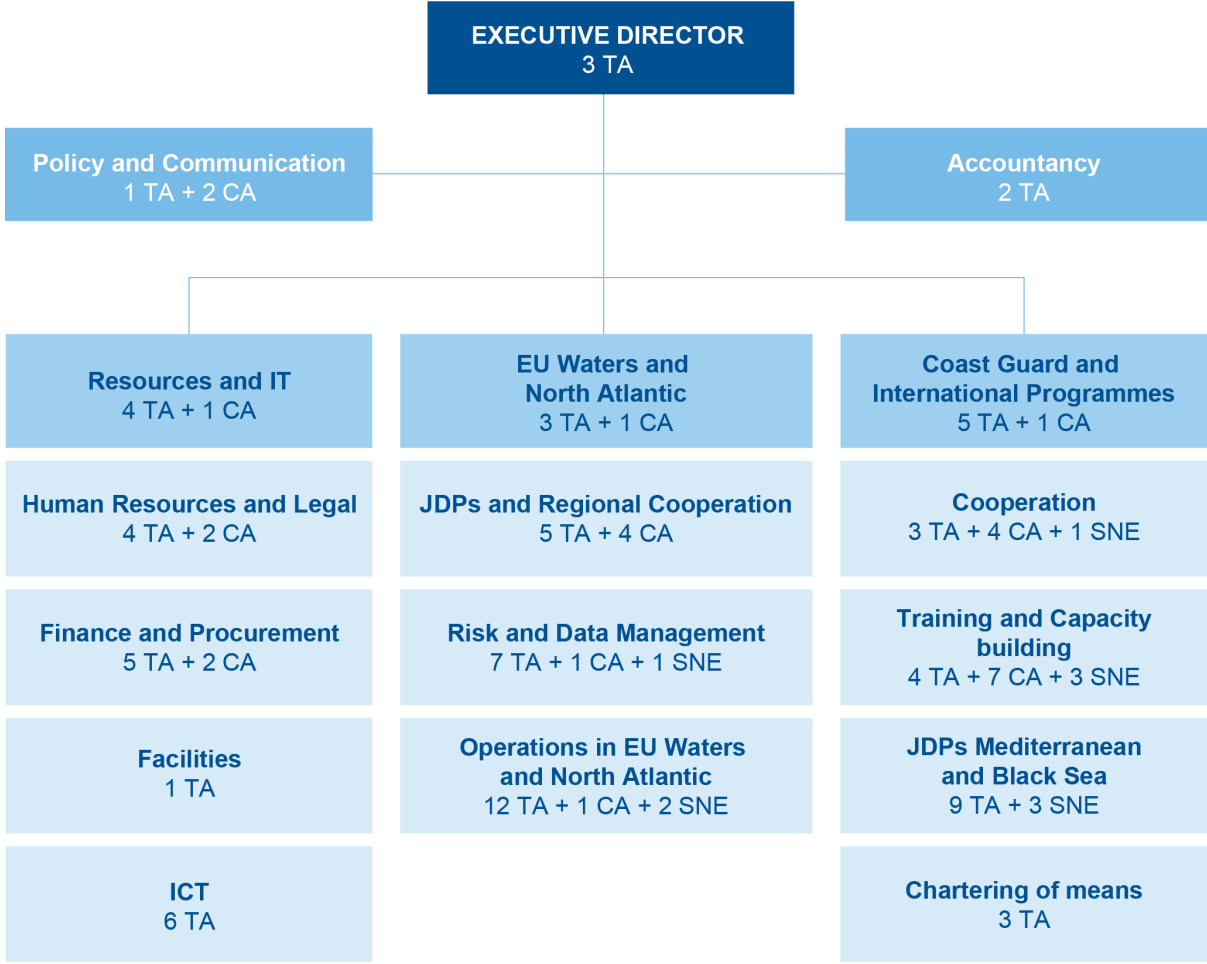 EXECUTIVE DIRECTOR
3 TA
Policy and Communication
1 TA + 2 CA
Accountancy
2 TA
Resources and IT
4 TA + 1 CA
EU Waters and
North Atlantic
3 TA + 1 CA
Coast Guard and
International Programmes
5 TA + 1 CA
Human Resources and Legal
4 TA + 2 CA
JDPs and Regional Cooperation
5 TA + 4 CA
Cooperation
3 TA + 4 CA + 1 SNE
Finance and Procurement
5 TA + 2 CA
Risk and Data Management
7 TA + 1 CA + 1 SNE
Training and Capacity
building
4 TA + 7 CA + 3 SNE
Facilities
1 TA
Operations in EU Waters
and North Atlantic
12 TA + 1 CA + 2 SNE
JDPs Mediterranean
and Black Sea
9 TA + 3 SNE
ICT
6 TA
Chartering of means
3 TA